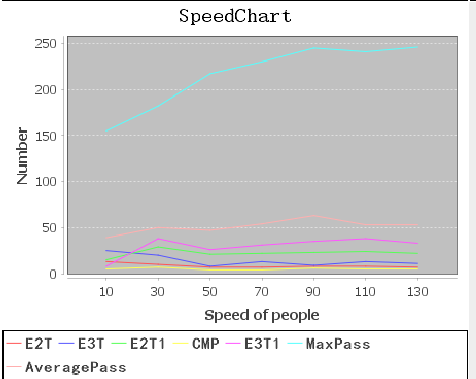 SpeedChart
250
200
150
100
50
0
Number
10 30 50 70 90 110 130
Speed of people
E2T E3T E2T1 CMP E3T1 MaxPass
AveragePass